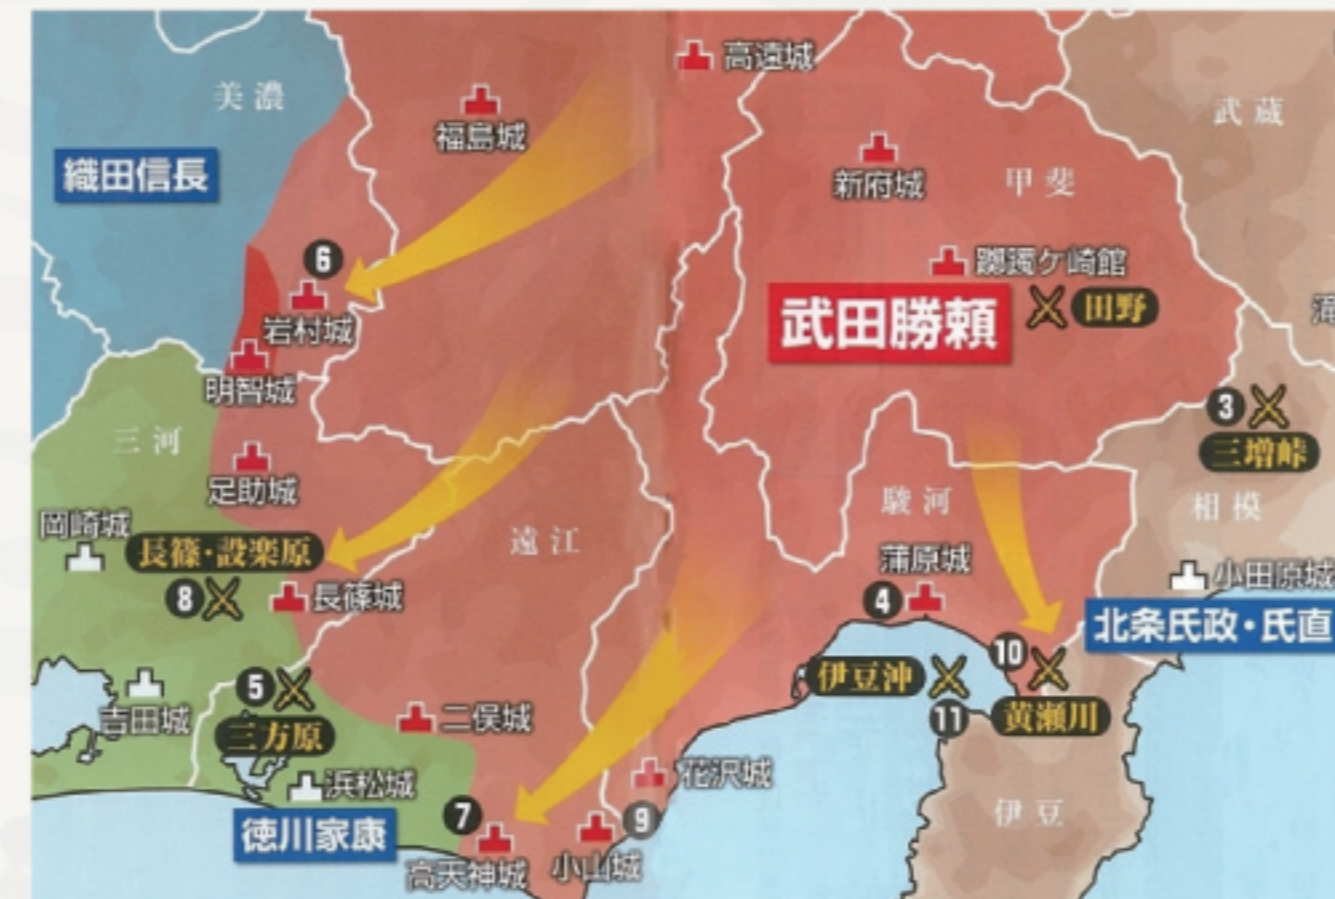 高遠城
美濃
福島城
武蔵
織田信長
新府城
甲斐
6
躑躅ケ崎館
岩村城
武田勝頼
田野
明智城
3
三増峠
三河
足助城
駿河
相模
岡崎城
長篠・設楽原
遠江
蒲原城
小田原城
8
長篠城
4
北条氏政・氏直
10
伊豆沖
5
吉田城
三方原
二俣城
11
黄瀬川
浜松城
花沢城
徳川家康
7
9
伊豆
高天神城
小山城